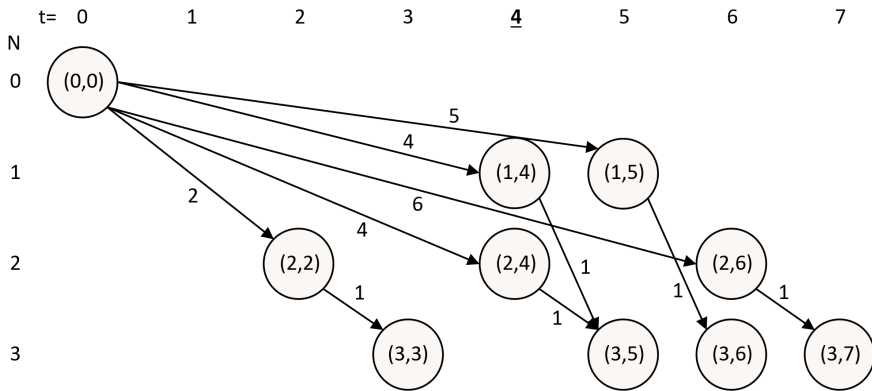 t= 0 1 2 3 4 5 6 7
N
0 (0,0)
5
4
1 (1,4) (1,5)
2
6
4
2 (2,2) (2,4) (2,6)
1
1
1
1
1
3 (3,3) (3,5) (3,6) (3,7)